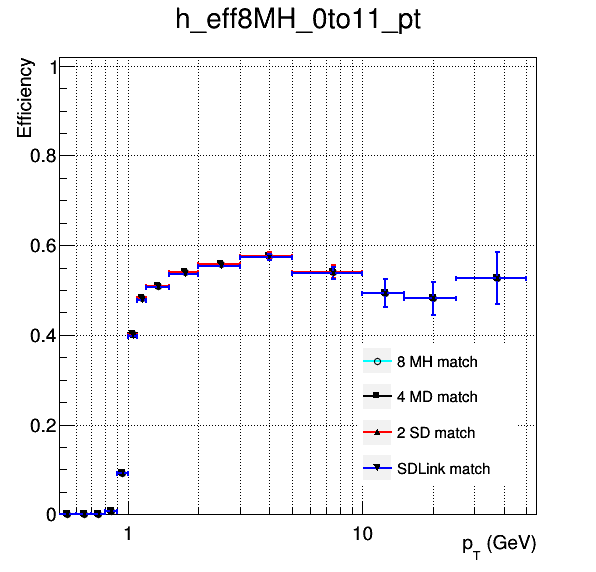 h_eff8MH_0to11_pt
Efficiency
1
0.8
0.6
0.4
0.2
0
8 MH match
4 MD match
2 SD match
SDLink match
1
10
pT (GeV)